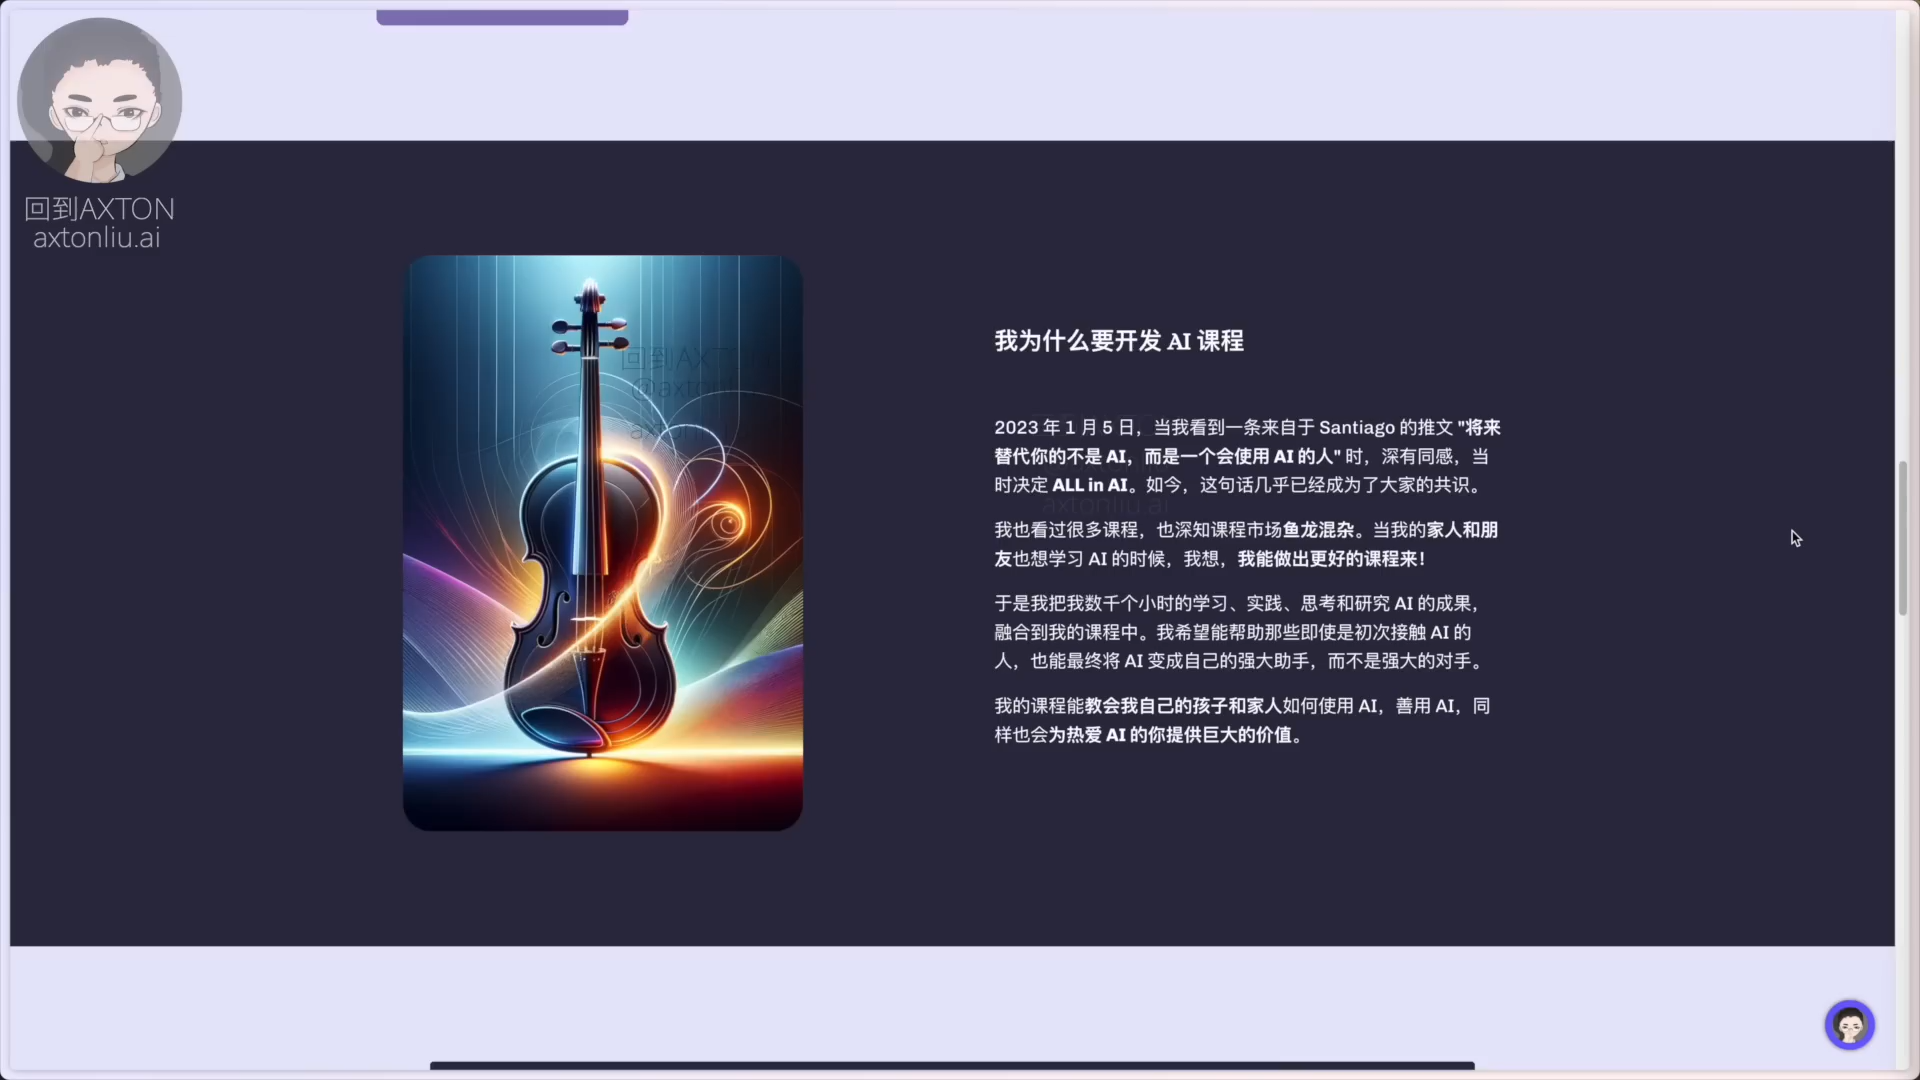 回到AXTON
axtonliu.ai
我为什么要开发 AI 课程
2023 年 1 月 5 日，当我看到一条来自于 Santiago 的推文 "将来
替代你的不是 AI，而是一个会使用 AI 的人" 时，深有同感，当
时决定 ALL in AI。如今，这句话几乎已经成为了大家的共识。
我也看过很多课程，也深知课程市场鱼龙混杂。当我的家人和朋
友也想学习 AI 的时候，我想，我能做出更好的课程来！
于是我把我数千个小时的学习、实践、思考和研究 AI 的成果，
融合到我的课程中。我希望能帮助那些即使是初次接触 AI 的
人，也能最终将 AI 变成自己的强大助手，而不是强大的对手。
我的课程能教会我自己的孩子和家人如何使用 AI，善用 AI，同
样也会为热爱 AI 的你提供巨大的价值。